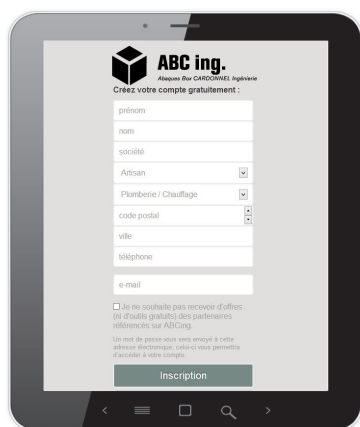 ABC ing.
Abaques Box CARDONNEL Ingénierie
Créez votre compte gratuitement :
prénom
nom
société
Artisan
Plomberie / Chauffage
code postal
ville
téléphone
e-mail
Je ne souhaite pas recevoir d'offres
(ni d'outils gratuits) des partenaires
référencés sur ABCing.
Un mot de passe vous sera envoyé à cette
adresse électronique, celui-ci vous permettra
d'accéder à votre compte.
Inscription